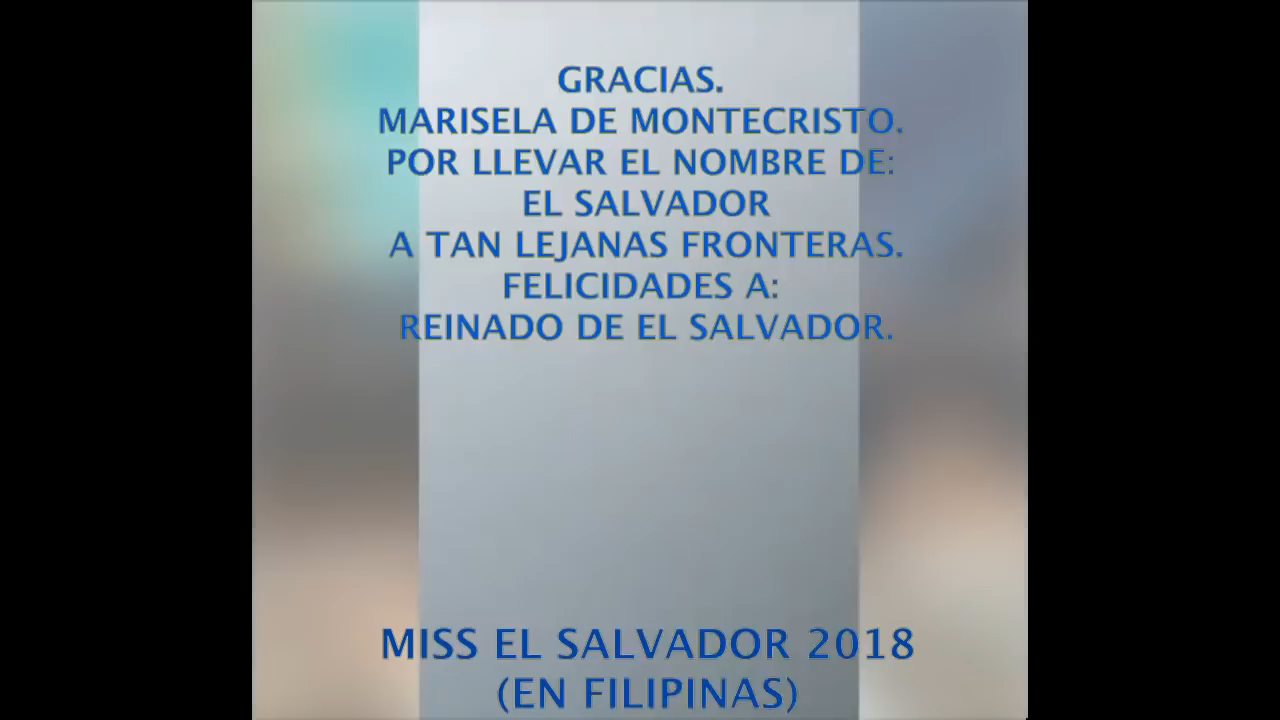 GRACIAS.
MARISELA DE MONTECRISTO.
POR LLEVAR EL NOMBRE DE:
EL SALVADOR
A TAN LEJANAS FRONTERAS.
FELICIDADES A:
REINADO DE EL SALVADOR.
MISS EL SALVADOR 2018
(EN FILIPINAS)